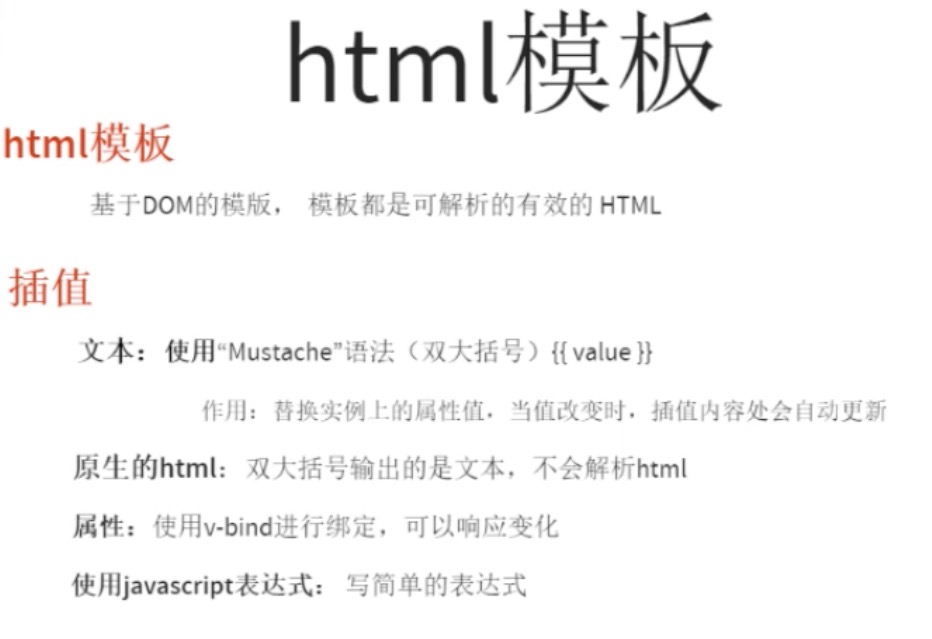 html模板
html模板
基于DOM的模版， 模板都是可解析的有效的 HTML
插值
文本：使用“Mustache”语法（双大括号）{{ value }}
作用：替换实例上的属性值，当值改变时，插值内容处会自动更新
原生的html：双大括号输出的是文本，不会解析html
属性：使用v-bind进行绑定，可以响应变化
使用javascript表达式： 写简单的表达式